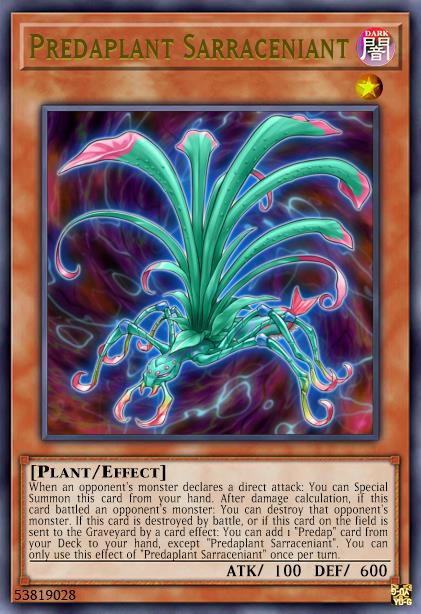 PREDAPLANT SARRACENIANT
DARK
闇
[PLANT/EFFECT]
When an opponent's monster declares a direct attack: You can Special
Summon this card from your hand. After damage calculation, if this
card battled an opponent's monster: You can destroy that opponent's
monster. If this card is destroyed by battle, or if this card on the field is
sent to the Graveyard by a card effect: You can add 1 "Predap" card from
your Deck to your hand, except "Predaplant Sarraceniant". You can
only use this effect of "Predaplant Sarraceniant" once per turn.
ATK/ 100 DEF/ 600
53819028